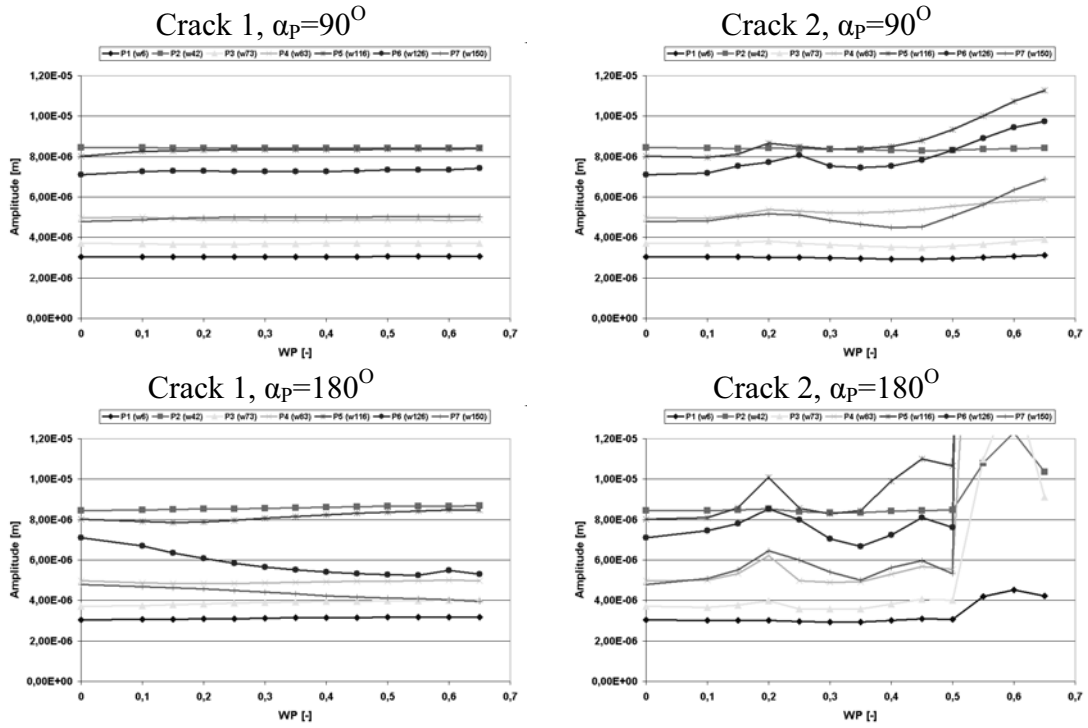 Crack 1, αP=90O
P1 (w6) P2 (w42) P3 (w73) P4 (w63) P5 (w116) P6 (w126) P7 (w150)
1,20E-05
1,00E-05
8,00E-06
6,00E-06
4,00E-06
2,00E-06
0,00E+00
Amplitude [m]
0 0,1 0,2 0,3 0,4 0,5 0,6 0,7
WP [-]
Crack 2, αP=90O
P1 (w6) P2 (w42) P3 (w73) P4 (w63) P5 (w116) P6 (w126) P7 (w150)
1,20E-05
1,00E-05
8,00E-06
6,00E-06
4,00E-06
2,00E-06
0,00E+00
Amplitude [m]
0 0,1 0,2 0,3 0,4 0,5 0,6 0,7
WP [-]
Crack 1, αP=180O
P1 (w6) P2 (w42) P3 (w73) P4 (w63) P5 (w116) P6 (w126) P7 (w150)
1,20E-05
1,00E-05
8,00E-06
6,00E-06
4,00E-06
2,00E-06
0,00E+00
Amplitude [m]
0 0,1 0,2 0,3 0,4 0,5 0,6 0,7
WP [-]
Crack 2, αP=180O
P1 (w6) P2 (w42) P3 (w73) P4 (w63) P5 (w116) P6 (w126) P7 (w150)
1,20E-05
1,00E-05
8,00E-06
6,00E-06
4,00E-06
2,00E-06
0,00E+00
Amplitude [m]
0 0,1 0,2 0,3 0,4 0,5 0,6 0,7
WP [-]